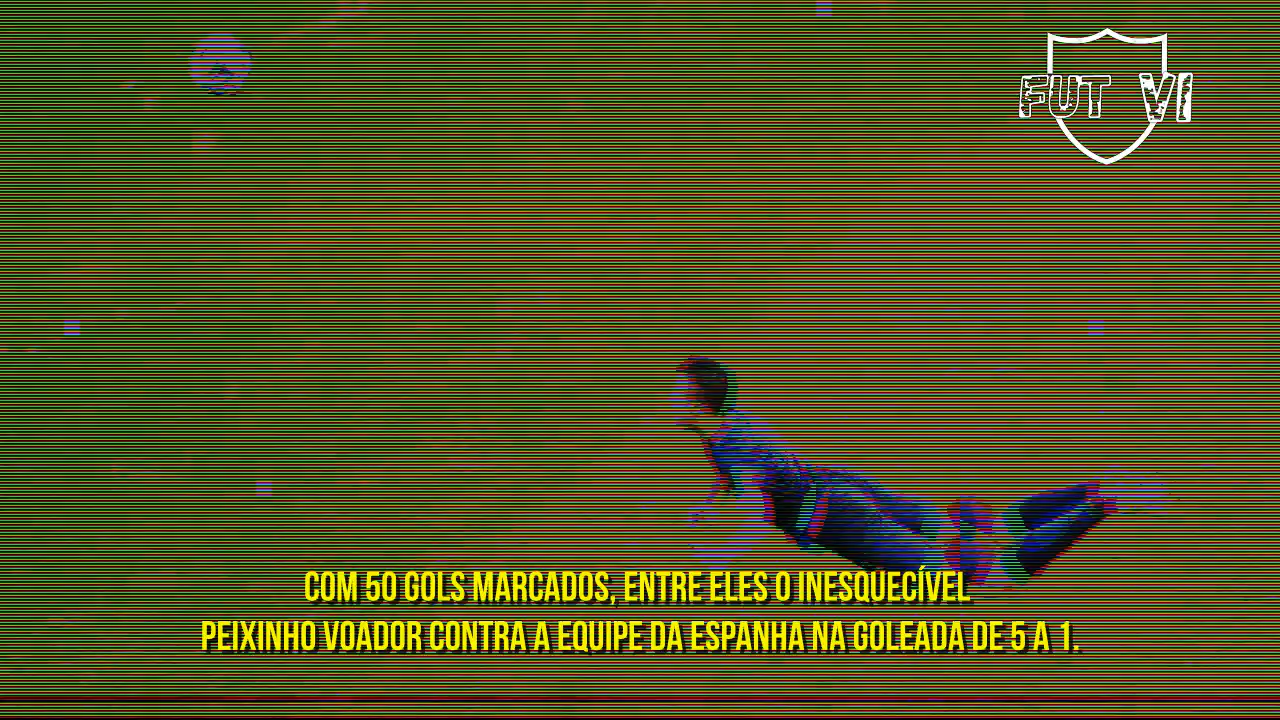 FUT VI
COM 50 GOLS MARCADOS, ENTRE ELES O INESQUECÍVEL
PEIXINHO VOADOR CONTRA A EQUIPE DA ESPANHA NA GOLEADA DE 5 A 1.